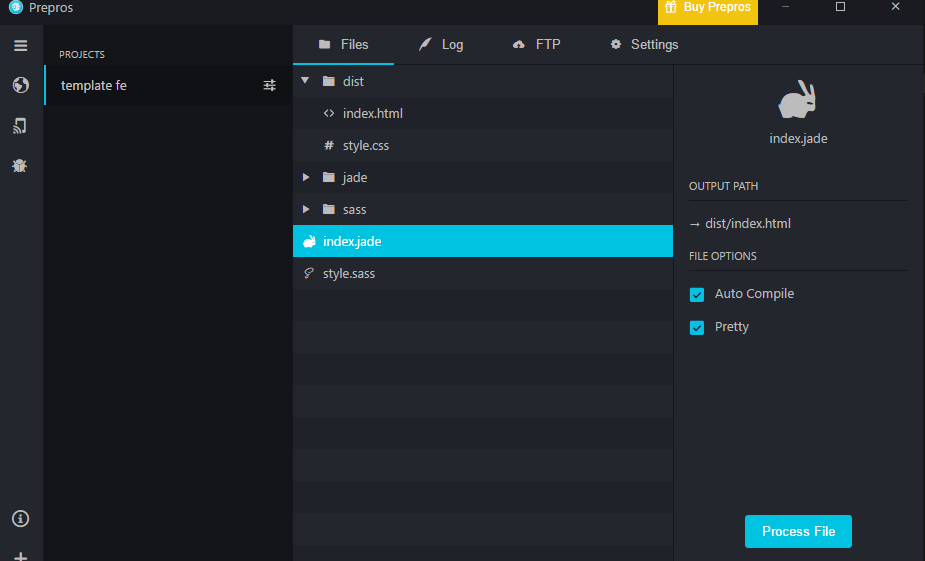 Prepros
Buy Prepros
PROJECTS
template fe
Files
Log
FTP
Settings
dist
index.html
style.css
jade
sass
index.jade
style.sass
index.jade
OUTPUT PATH
→ dist/index.html
FILE OPTIONS
Auto Compile
Pretty
Process File